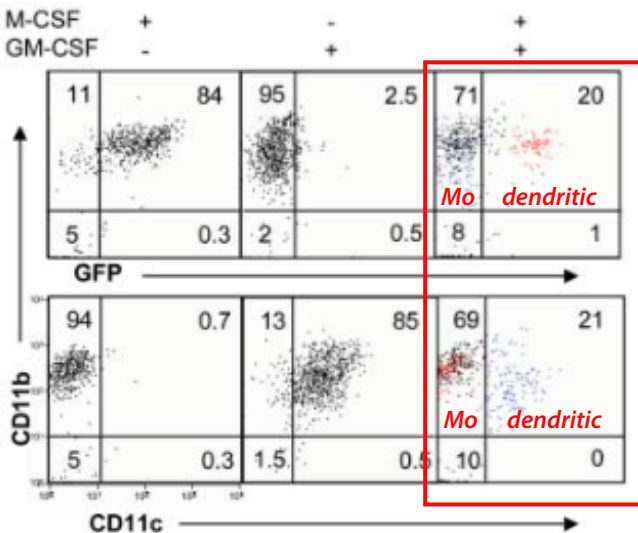 M-CSF + - +
GM-CSF - + +
11 84 95 2.5 71 20
Mo dendritic
5 0.3 2 0.5 8 1
GFP
94 0.7 13 85 69 21
CD11b
Mo dendritic
5 0.3 1.5 0.5 10 0
CD11c